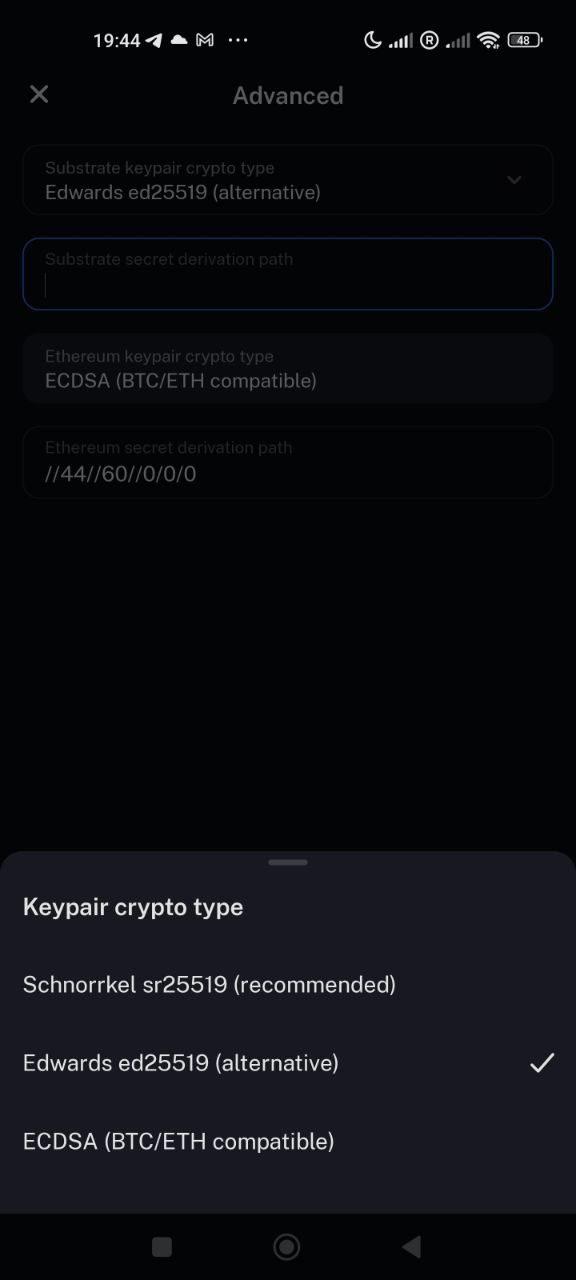 19:44
48
Advanced
Substrate keypair crypto type
Edwards ed25519 (alternative)
Substrate secret derivation path
Ethereum keypair crypto type
ECDSA (BTC/ETH compatible)
Ethereum secret derivation path
//44//60//0/0/0
Keypair crypto type
Schnorrkel sr25519 (recommended)
Edwards ed25519 (alternative)
ECDSA (BTC/ETH compatible)